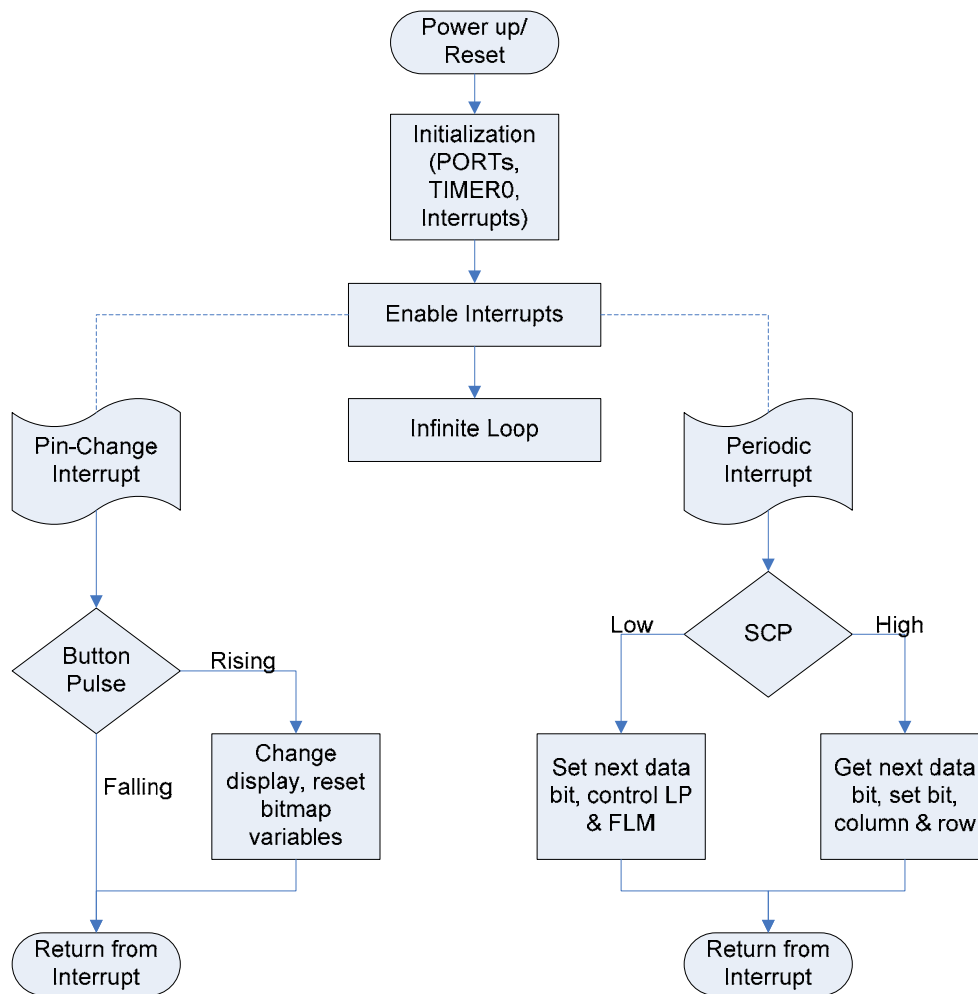 Power up/
Reset
Initialization
(PORTs,
TIMER0,
Interrupts)
Enable Interrupts
Infinite Loop
Pin-Change
Interrupt
Periodic
Interrupt
Button
Pulse
Rising
Falling
Change
display, reset
bitmap
variables
Return from
Interrupt
SCP
Low
High
Set next data
bit, control LP
& FLM
Get next data
bit, set bit,
column & row
Return from
Interrupt